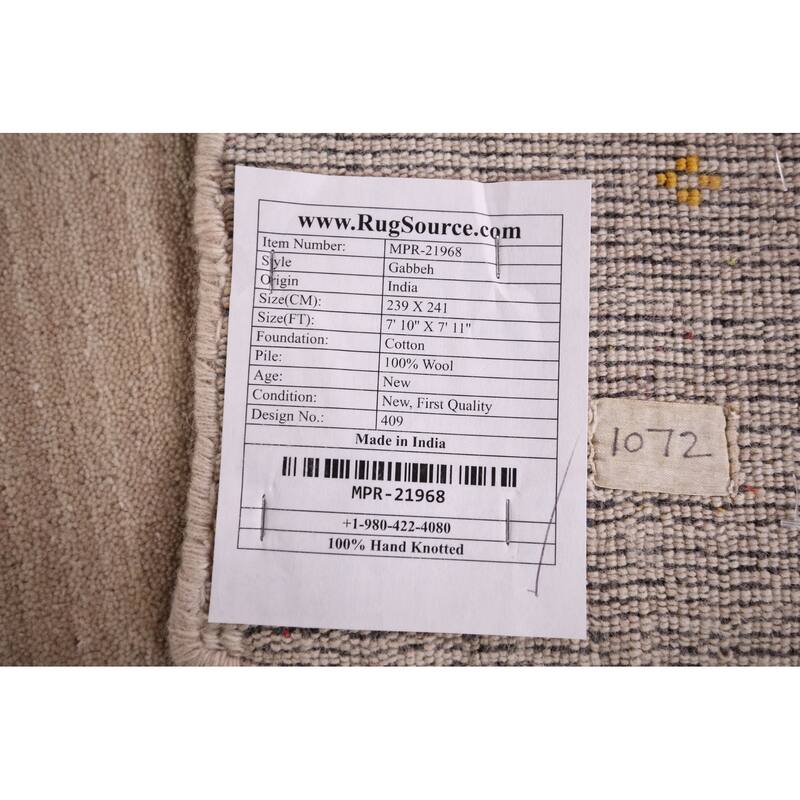 www.RugSource.com
Item Number: MPR-21968
Style Gabbeh
Origin India
Size(CM): 239 X 241
Size(FT): 7' 10" X 7' 11"
Foundation: Cotton
Pile: 100% Wool
Age: New
Condition: New, First Quality
Design No.: 409
Made in India
MPR-21968
+1-980-422-4080
100% Hand Knotted
1072